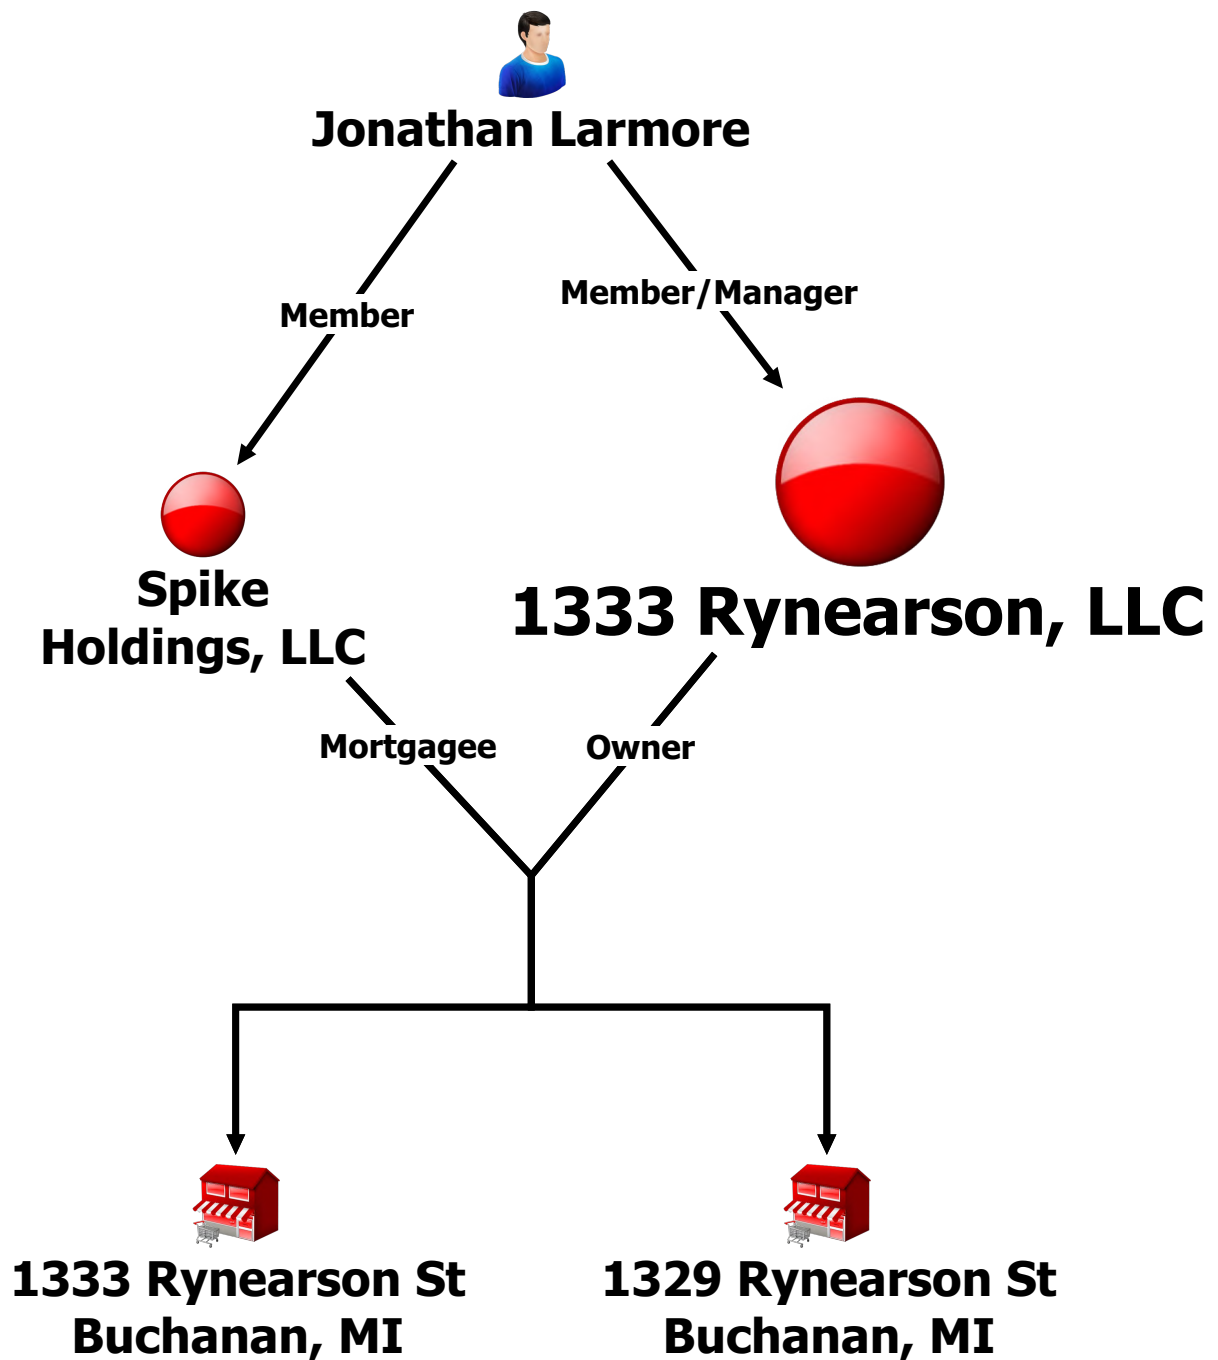 Jonathan Larmore
Member/Manager
Member
Spike
Holdings, LLC
1333 Rynearson, LLC
Mortgagee
Owner
1333 Rynearson St
Buchanan, MI
1329 Rynearson St
Buchanan, MI